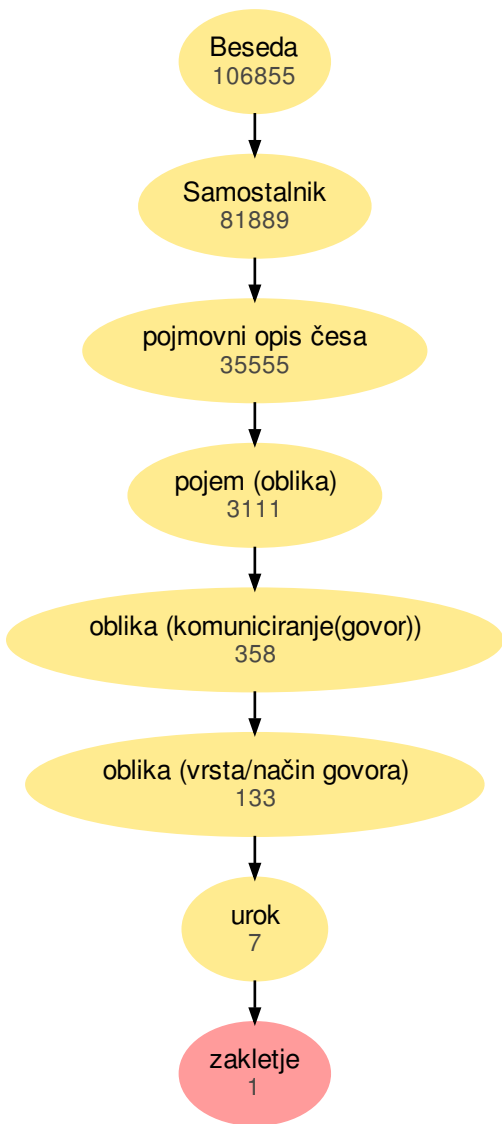 Beseda
106855
Samostalnik
81889
pojmovni opis česa
35555
pojem (oblika)
3111
oblika (komuniciranje(govor))
358
oblika (vrsta/način govora)
133
urok
7
zakletje
1